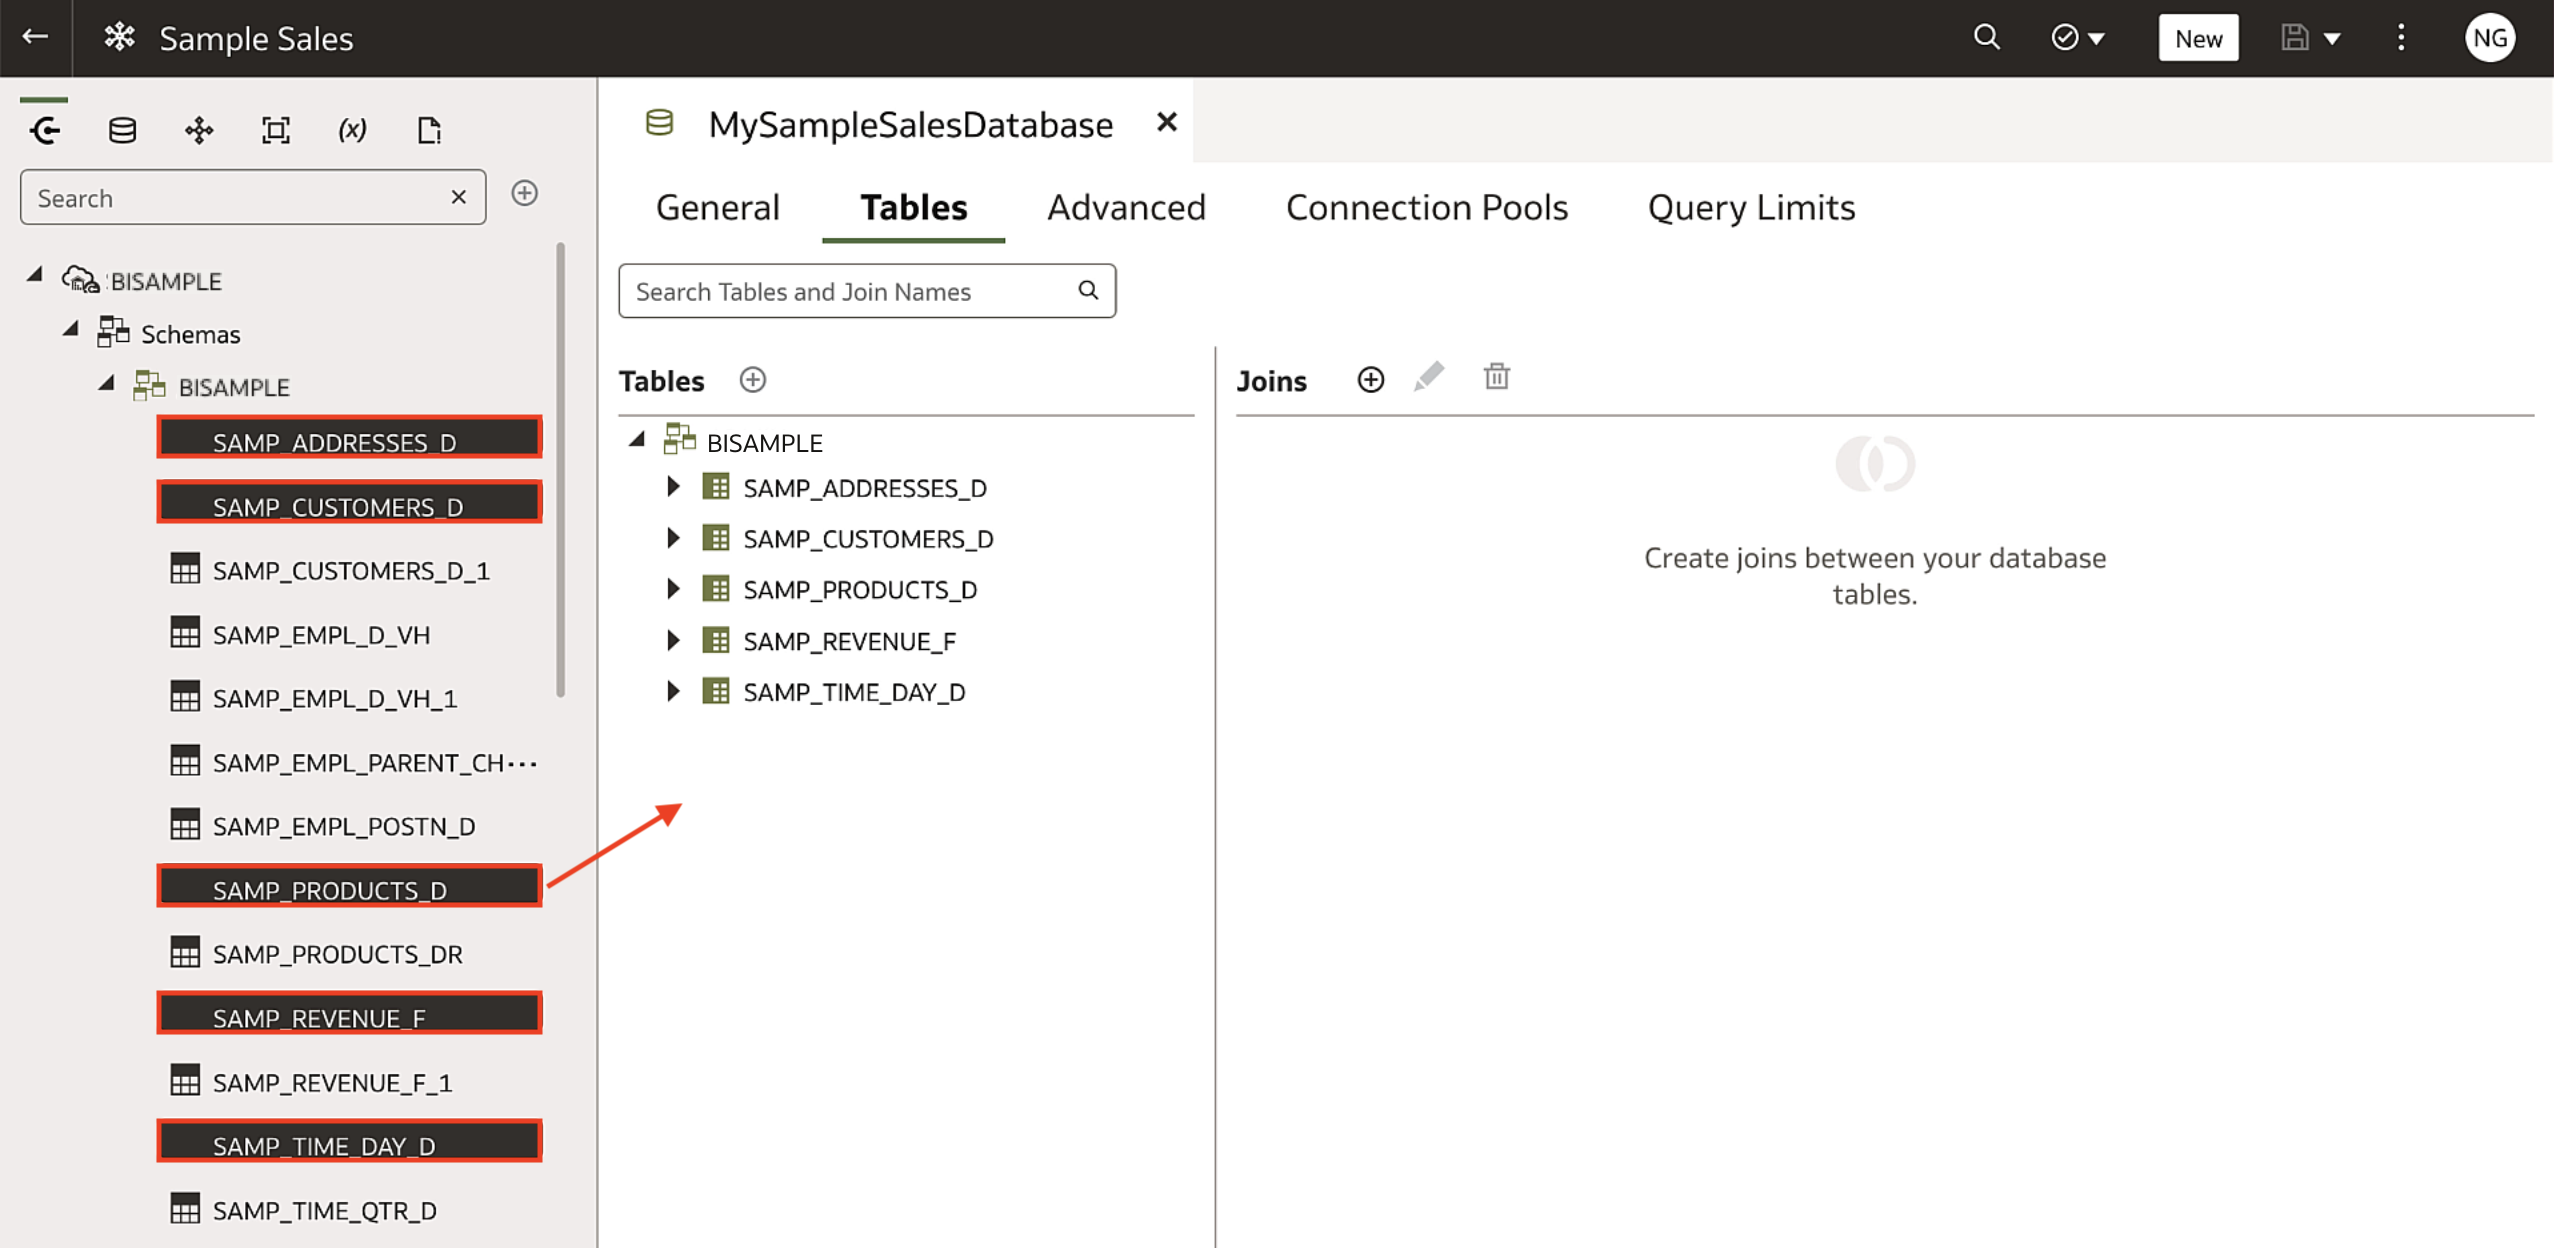 Sample Sales
New
NG
Search
BISAMPLE
Schemas
BISAMPLE
SAMP_ADDRESSES_D
SAMP_CUSTOMERS_D
SAMP_CUSTOMERS_D_1
SAMP_EMPL_D_VH
SAMP_EMPL_D_VH_1
SAMP_EMPL_PARENT_CH...
SAMP_EMPL_POSTN_D
SAMP_PRODUCTS_D
SAMP_PRODUCTS_DR
SAMP_REVENUE_F
SAMP_REVENUE_F_1
SAMP_TIME_DAY_D
SAMP_TIME_QTR_D
MySampleSalesDatabase
General Tables Advanced Connection Pools Query Limits
Search Tables and Join Names
Tables
BISAMPLE
SAMP_ADDRESSES_D
SAMP_CUSTOMERS_D
SAMP_PRODUCTS_D
SAMP_REVENUE_F
SAMP_TIME_DAY_D
Joins
Create joins between your database
tables.